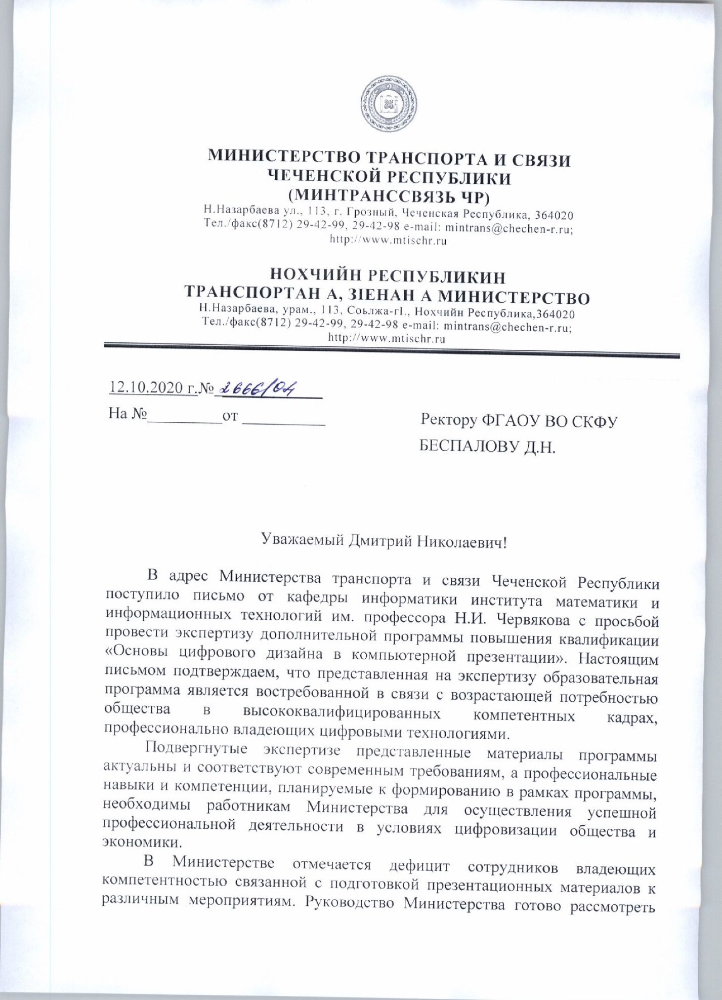 МИНИСТЕРСТВО ТРАНСПОРТА И СВЯЗИ
ЧЕЧЕНСКОЙ РЕСПУБЛИКИ
(МИНТРАНССВЯЗЬ ЧР)
Н.Назарбаева ул., 113, г. Грозный, Чеченская Республика, 364020
Тел./факс(8712) 29-42-99, 29-42-98 e-mail: mintrans@chechen-r.ru;
http://www.mtischr.ru
НОХЧИЙН РЕСПУБЛИКИН
ТРАНСПОРТАН А, ЗIЕНАН А МИНИСТЕРСТВО
Н.Назарбаева, урам., 113, Соьлжа-гI., Нохчийн Республика,364020
Тел./факс(8712) 29-42-99, 29-42-98 e-mail: mintrans@chechen-r.ru;
http://www.mtischr.ru
12.10.2020 г.№ 2666/04
На №__________от ___________
Ректору ФГАОУ ВО СКФУ
БЕСПАЛОВУ Д.Н.
Уважаемый Дмитрий Николаевич!
В адрес Министерства транспорта и связи Чеченской Республики
поступило письмо от кафедры информатики института математики и
информационных технологий им. профессора Н.И. Червякова с просьбой
провести экспертизу дополнительной программы повышения квалификации
«Основы цифрового дизайна в компьютерной презентации». Настоящим
письмом подтверждаем, что представленная на экспертизу образовательная
программа является востребованной в связи с возрастающей потребностью
общества в высококвалифицированных компетентных кадрах,
профессионально владеющих цифровыми технологиями.
Подвергнутые экспертизе представленные материалы программы
актуальны и соответствуют современным требованиям, а профессиональные
навыки и компетенции, планируемые к формированию в рамках программы,
необходимы работникам Министерства для осуществления успешной
профессиональной деятельности в условиях цифровизации общества и
экономики.
В Министерстве отмечается дефицит сотрудников владеющих
компетентностью связанной с подготовкой презентационных материалов к
различным мероприятиям. Руководство Министерства готово рассмотреть